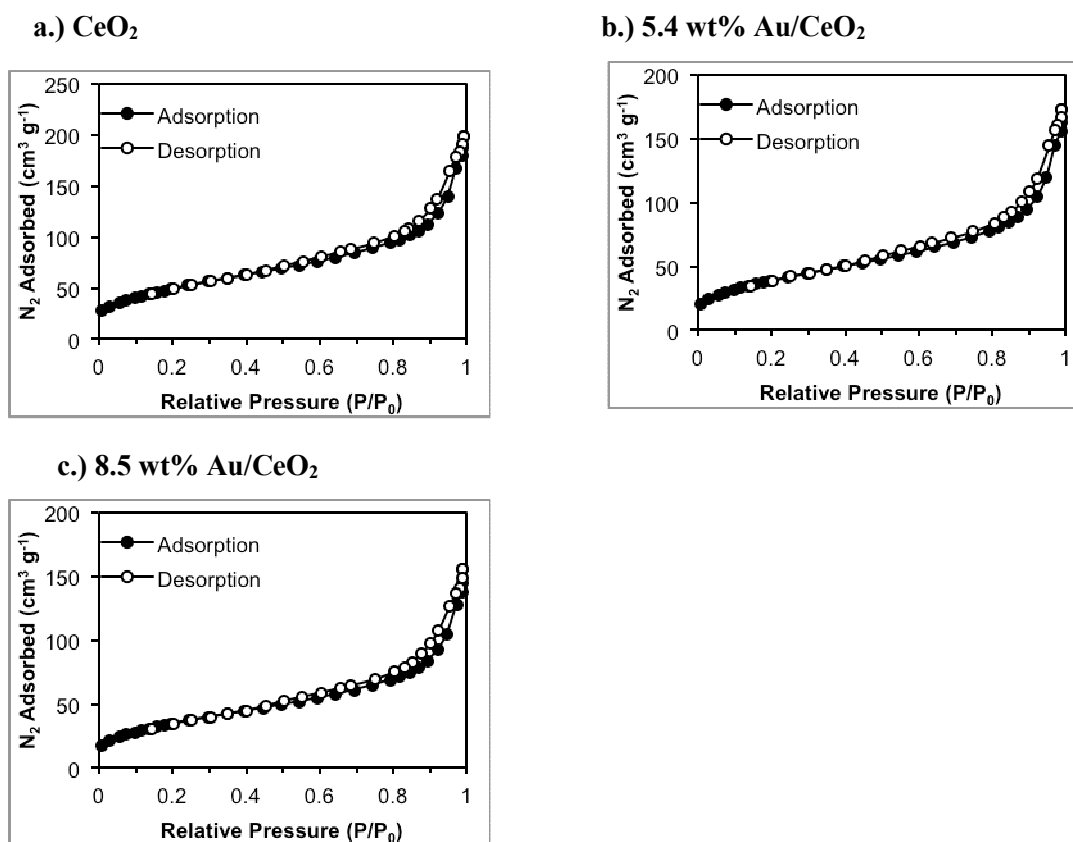 a.) CeO₂
b.) 5.4 wt% Au/CeO₂
250
200
150
100
50
0
N₂ Adsorbed (cm³ g⁻¹)
Adsorption
Desorption
0 0.2 0.4 0.6 0.8 1
Relative Pressure (P/P₀)
200
150
100
50
0
N₂ Adsorbed (cm³ g⁻¹)
Adsorption
Desorption
0 0.2 0.4 0.6 0.8 1
Relative Pressure (P/P₀)
c.) 8.5 wt% Au/CeO₂
200
150
100
50
0
N₂ Adsorbed (cm³ g⁻¹)
Adsorption
Desorption
0 0.2 0.4 0.6 0.8 1
Relative Pressure (P/P₀)